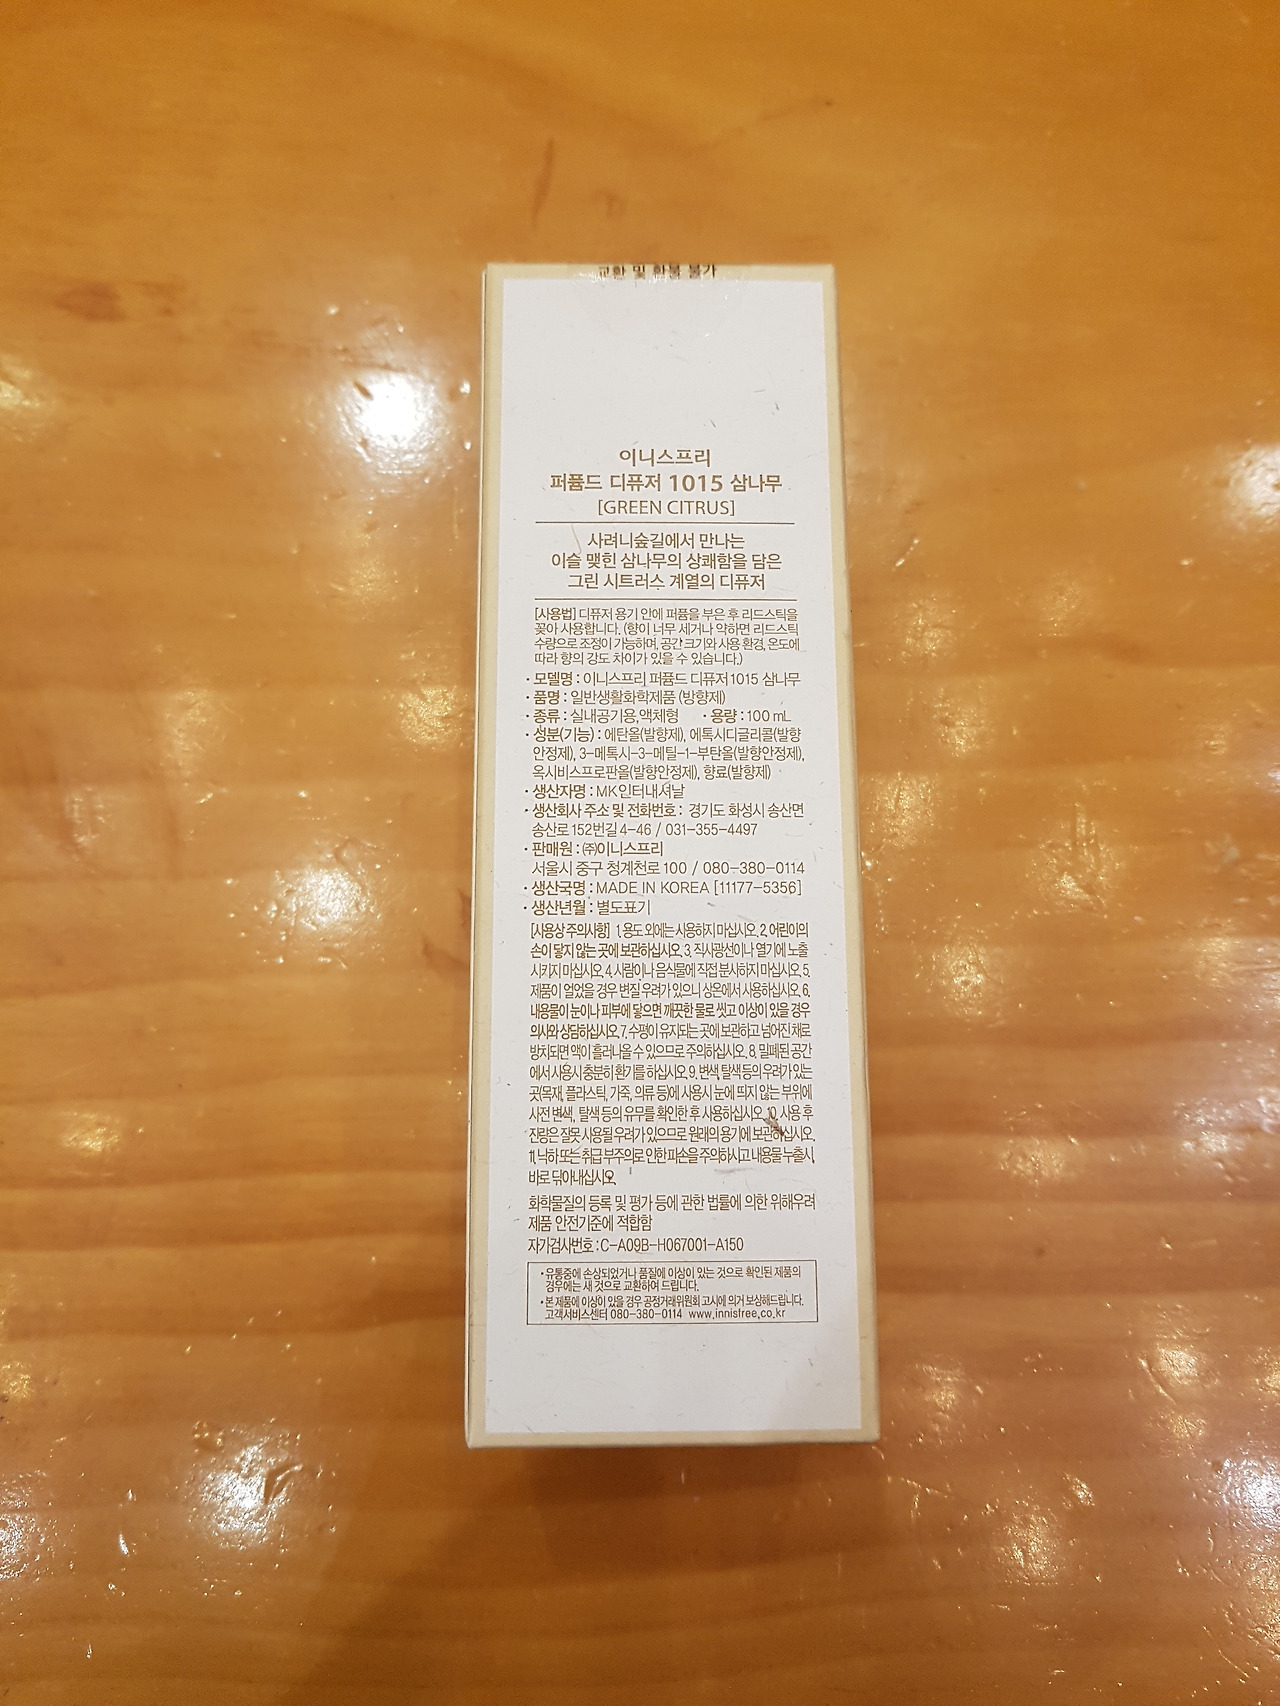 교환 및 환불 불가
이니스프리
퍼퓸드 디퓨저 1015 삼나무
[GREEN CITRUS]
사려니숲길에서 만나는
이슬 맺힌 삼나무의 상쾌함을 담은
그린 시트러스 계열의 디퓨저
[사용법] 디퓨저 용기 안에 퍼퓸을 부은 후 리드스틱을
꽂아 사용합니다. (향이 너무 세거나 약하면 리드스틱
수량으로 조정이 가능하며, 공간 크기와 사용 환경, 온도에
따라 향의 강도 차이가 있을 수 있습니다.)
· 모델명 : 이니스프리 퍼퓸드 디퓨저 1015 삼나무
· 품명 : 일반생활화학제품 (방향제)
· 종류 : 실내공기용,액체형 · 용량 : 100 mL
· 성분(기능) : 에탄올(발향제), 에톡시디글리콜(발향
안정제), 3-메톡시-3-메틸-1-부탄올(발향안정제),
옥시비스프로판올(발향안정제), 향료(발향제)
· 생산자명 : MK인터내셔날
· 생산회사 주소 및 전화번호 : 경기도 화성시 송산면
송산로 152번길 4-46 / 031-355-4497
· 판매원 : ㈜이니스프리
서울시 중구 청계천로 100 / 080-380-0114
· 생산국명 : MADE IN KOREA [11177-5356]
· 생산년월 : 별도표기
[사용상 주의사항] 1. 용도 외에는 사용하지 마십시오. 2. 어린이의
손이 닿지 않는 곳에 보관하십시오. 3. 직사광선이나 열기에 노출
시키지 마십시오. 4. 사람이나 음식물에 직접 분사하지 마십시오. 5.
제품이 얼었을 경우 변질 우려가 있으니 상온에서 사용하십시오. 6.
내용물이 눈이나 피부에 닿으면 깨끗한 물로 씻고 이상이 있을 경우
의사와 상담하십시오. 7. 수평이 유지되는 곳에 보관하고 넘어진 채로
방치되면 액이 흘러나올 수 있으므로 주의하십시오. 8. 밀폐된 공간
에서 사용시 충분히 환기를 하십시오. 9. 변색, 탈색 등의 우려가 있는
곳(목재, 플라스틱, 가죽, 의류 등)에 사용시 눈에 띄지 않는 부위에
사전 변색, 탈색 등의 유무를 확인한 후 사용하십시오. 10. 사용 후
잔량은 잘못 사용될 우려가 있으므로 원래의 용기에 보관하십시오.
11. 낙하 또는 취급 부주의로 인한 파손을 주의하시고 내용물 누출시,
바로 닦아내십시오.
화학물질의 등록 및 평가 등에 관한 법률에 의한 위해우려
제품 안전기준에 적합함
자가검사번호 : C-A09B-H067001-A150
· 유통중에 손상되었거나 품질에 이상이 있는 것으로 확인된 제품의
경우에는 새 것으로 교환하여 드립니다.
· 본 제품에 이상이 있을 경우 공정거래위원회 고시에 의거 보상해드립니다.
고객서비스센터 080-380-0114 www.innisfree.co.kr